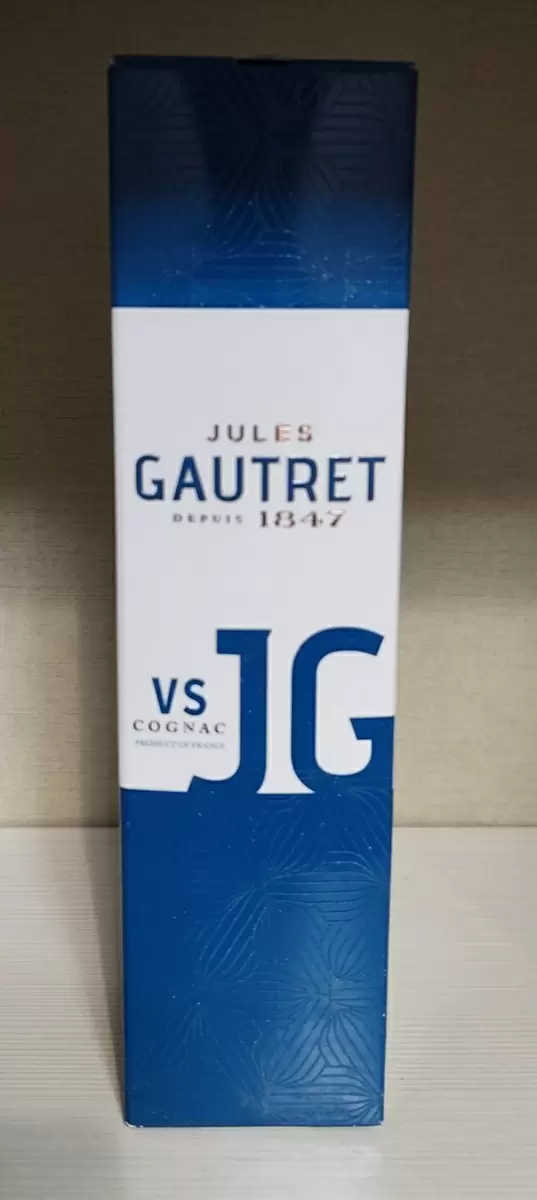 JULES
GAUTRET
DEPUIS 1847
JG
VS
COGNAC
PRODUCT OF FRANCE